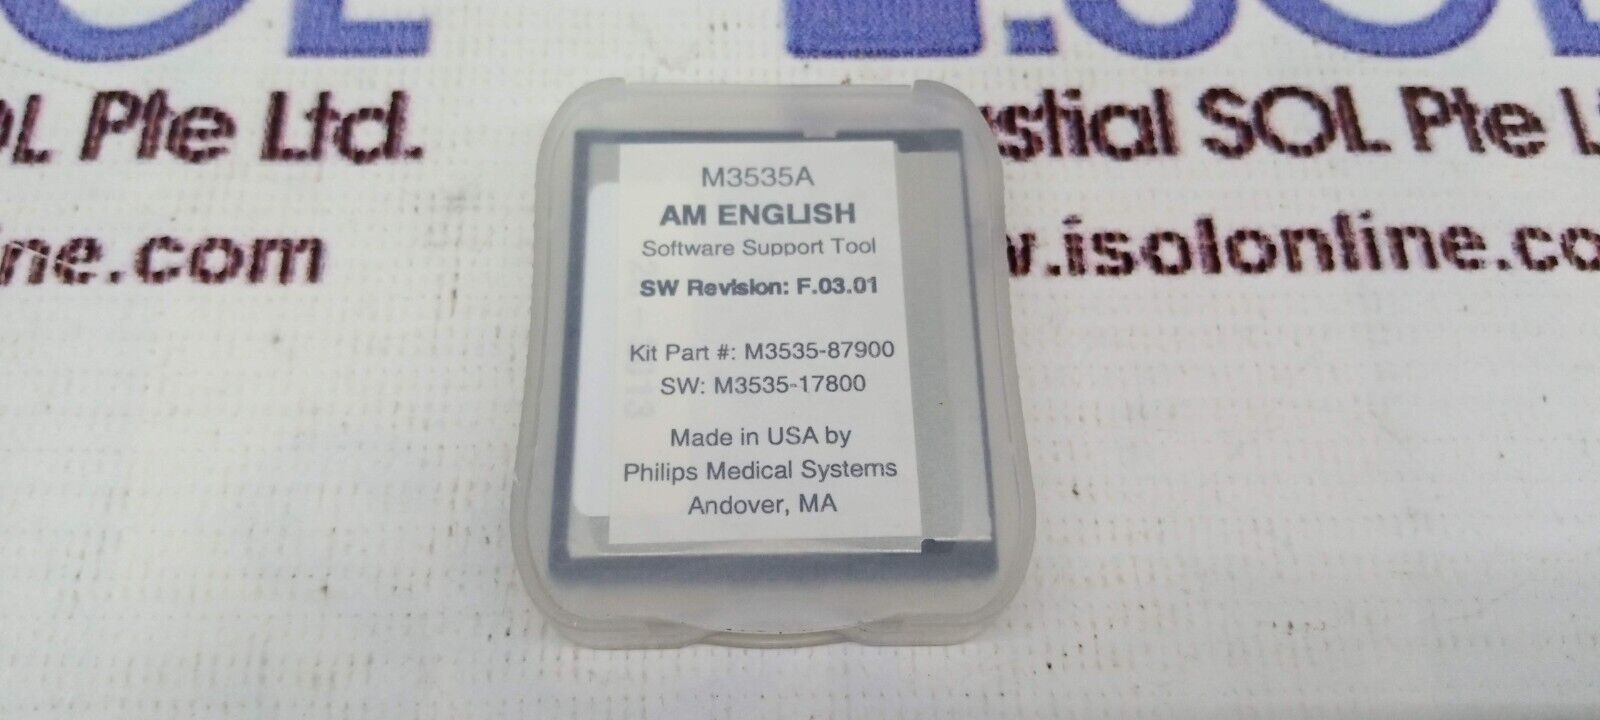 OL Pte Ltd.
ustial SOL Pte L
ne.com
w.isolonline.co
M3535A
AM ENGLISH
Software Support Tool
SW Revision: F.03.01
Kit Part #: M3535-87900
SW: M3535-17800
Made in USA by
Philips Medical Systems
Andover, MA